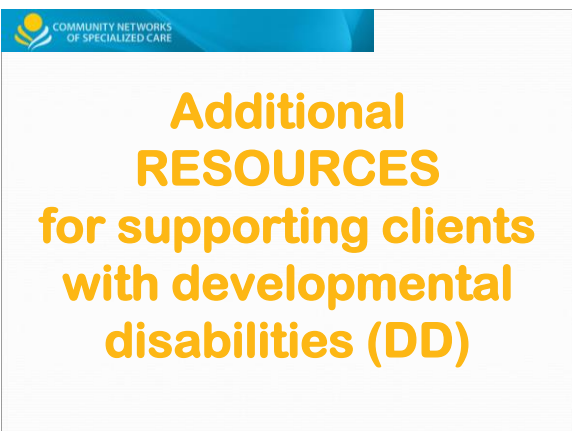 COMMUNITY NETWORKS
OF SPECIALIZED CARE
Additional
RESOURCES
for supporting clients
with developmental
disabilities (DD)